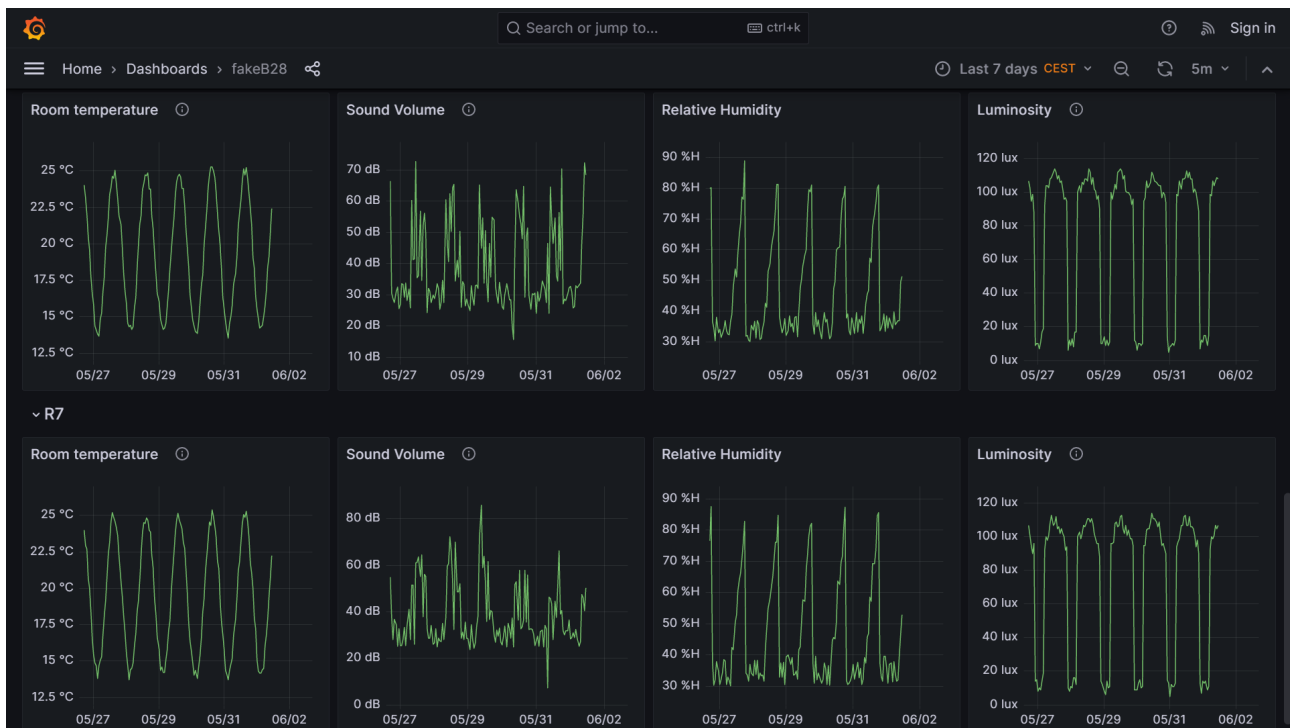 Search or jump to... ctrl+k Sign in
Home › Dashboards › fakeB28 Last 7 days CEST 5m
Room temperature
25 °C
22.5 °C
20 °C
17.5 °C
15 °C
12.5 °C
05/27 05/29 05/31 06/02
Sound Volume
70 dB
60 dB
50 dB
40 dB
30 dB
20 dB
10 dB
05/27 05/29 05/31 06/02
Relative Humidity
90 %H
80 %H
70 %H
60 %H
50 %H
40 %H
30 %H
05/27 05/29 05/31 06/02
Luminosity
120 lux
100 lux
80 lux
60 lux
40 lux
20 lux
0 lux
05/27 05/29 05/31 06/02
R7
Room temperature
25 °C
22.5 °C
20 °C
17.5 °C
15 °C
12.5 °C
05/27 05/29 05/31 06/02
Sound Volume
80 dB
60 dB
40 dB
20 dB
0 dB
05/27 05/29 05/31 06/02
Relative Humidity
90 %H
80 %H
70 %H
60 %H
50 %H
40 %H
30 %H
05/27 05/29 05/31 06/02
Luminosity
120 lux
100 lux
80 lux
60 lux
40 lux
20 lux
0 lux
05/27 05/29 05/31 06/02